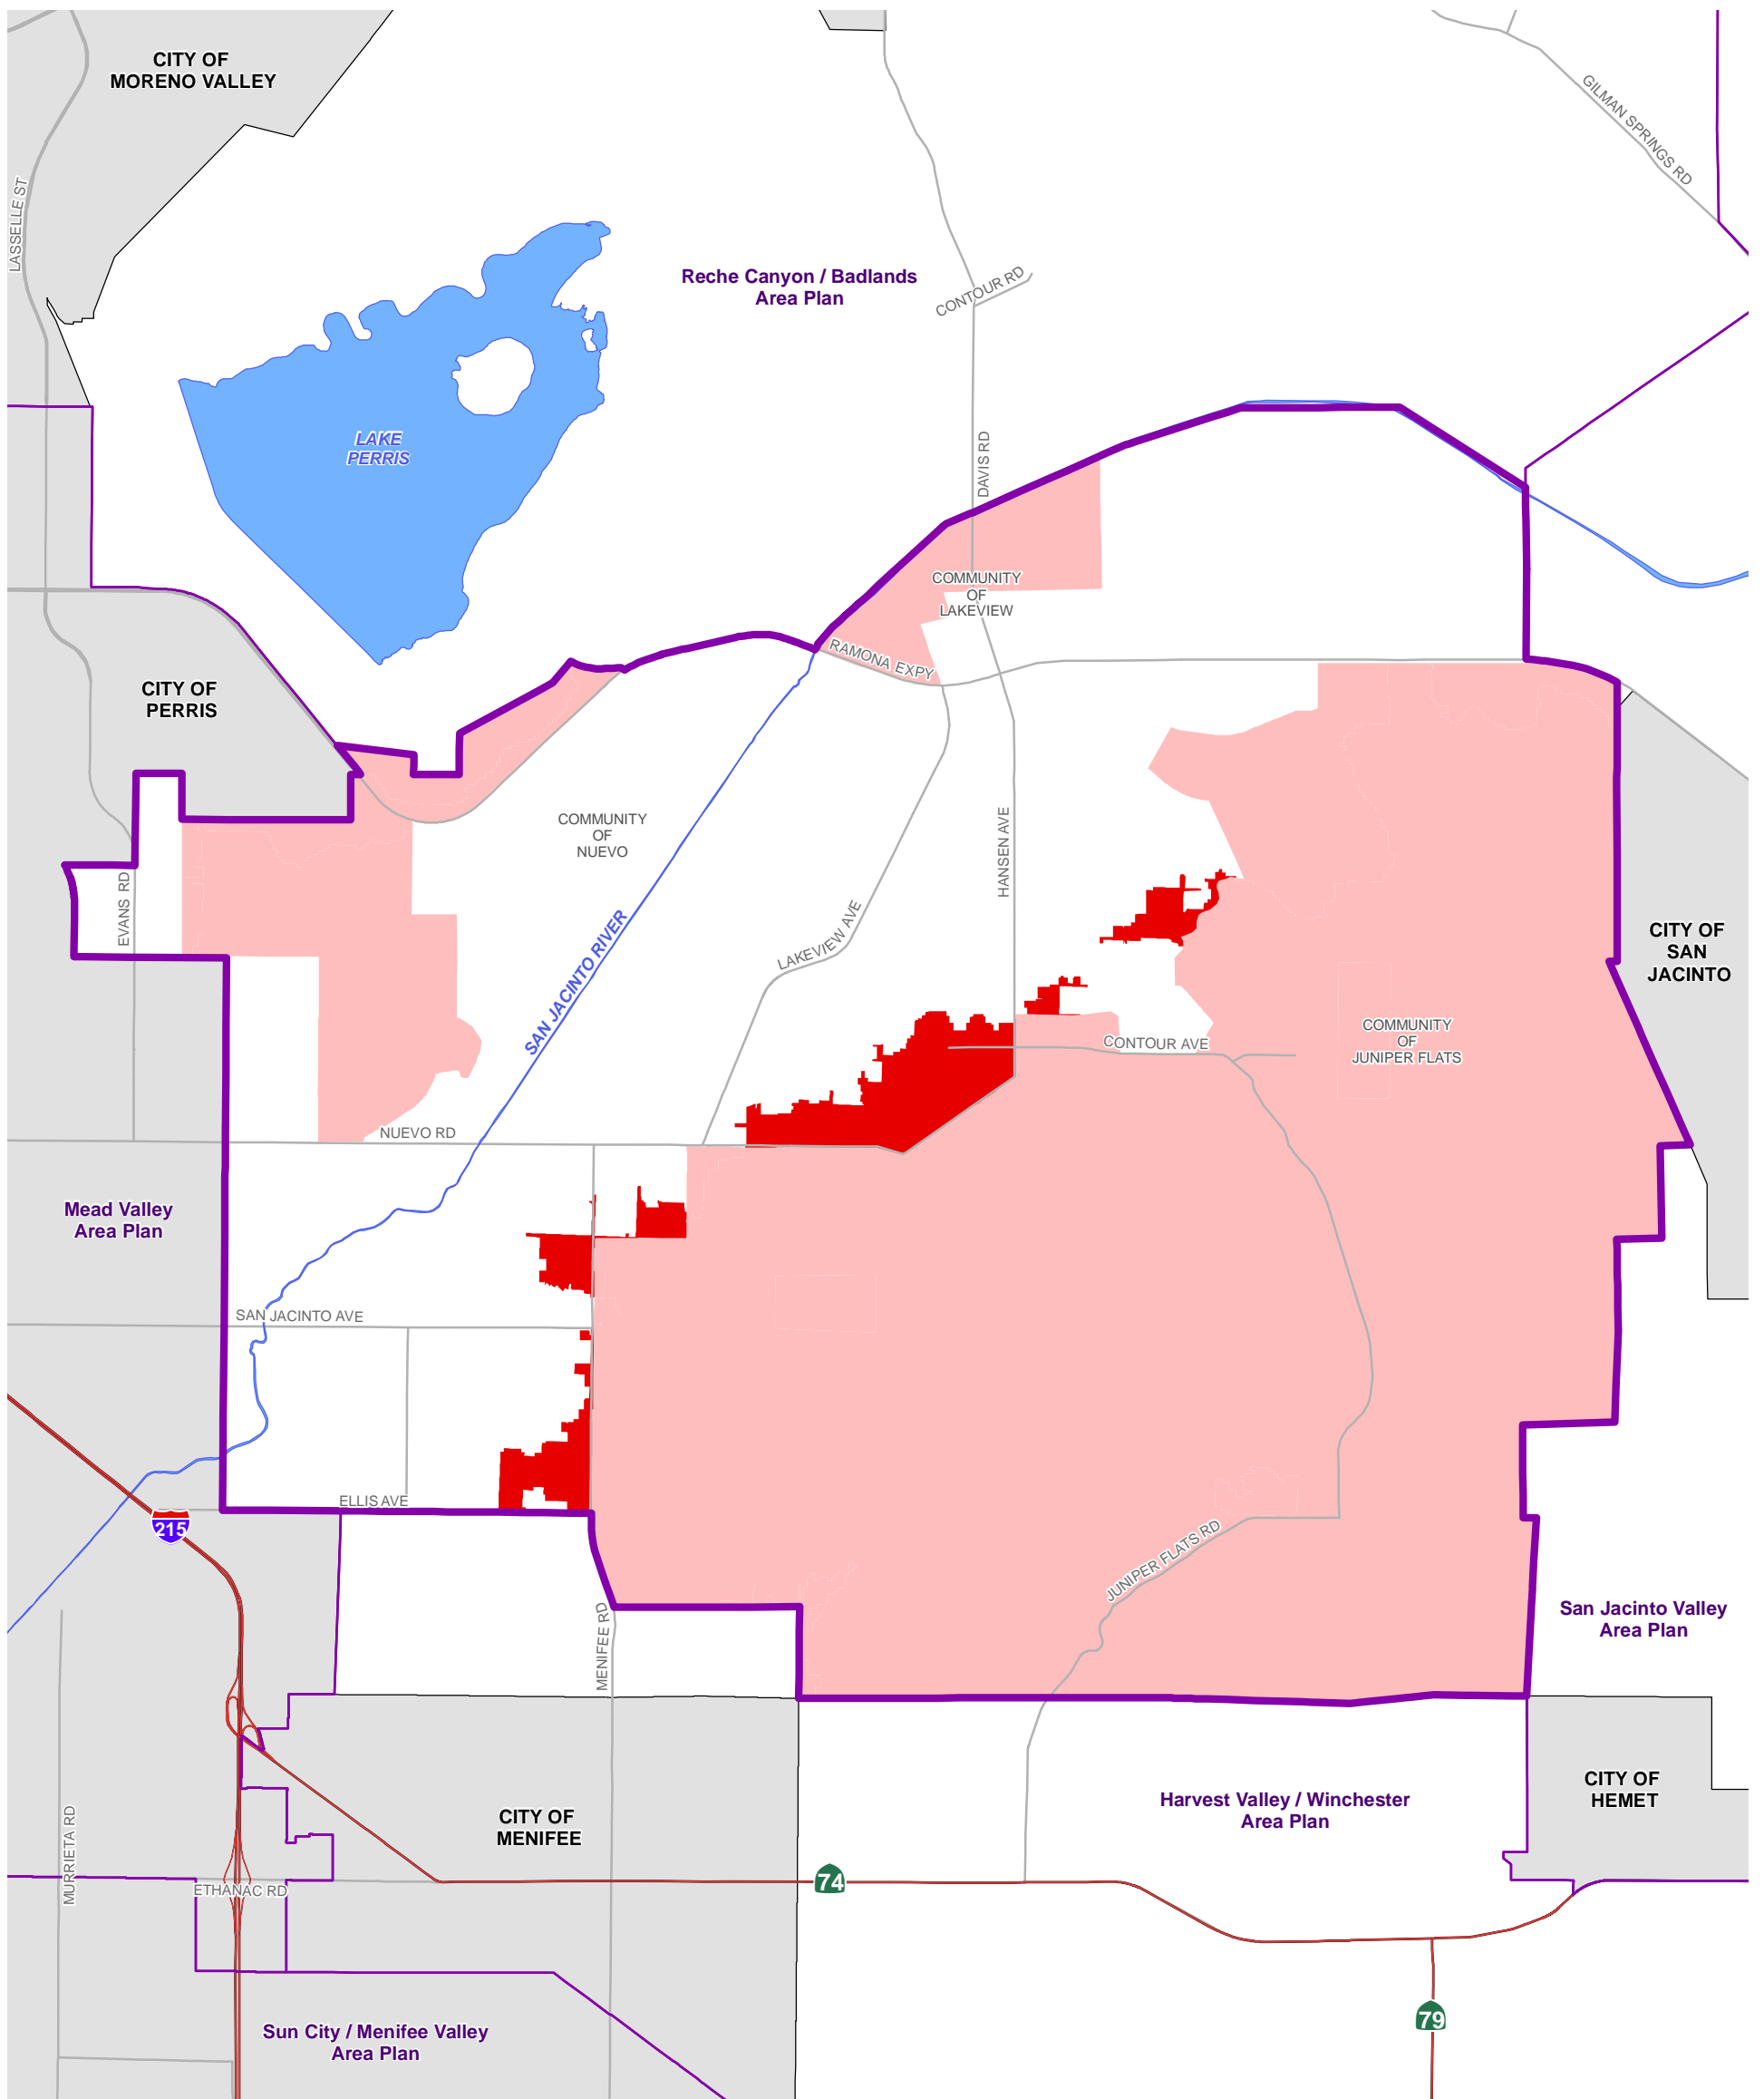 CITY OF
MORENO VALLEY
GILMAN SPRINGS RD
LASSELLE ST
Reche Canyon / Badlands
Area Plan
CONTOUR RD
LAKE
PERRIS
DAVIS RD
COMMUNITY
OF
LAKEVIEW
RAMONA EXPY
CITY OF
PERRIS
COMMUNITY
OF
NUEVO
HANSEN AVE
EVANS RD
LAKEVIEW AVE
SAN JACINTO RIVER
CITY OF
SAN
JACINTO
COMMUNITY
OF
JUNIPER FLATS
CONTOUR AVE
NUEVO RD
Mead Valley
Area Plan
SAN JACINTO AVE
ELLIS AVE
215
JUNIPER FLATS RD
MENIFEE RD
San Jacinto Valley
Area Plan
CITY OF
HEMET
Harvest Valley / Winchester
Area Plan
CITY OF
MENIFEE
MURRIETA RD
74
ETHANAC RD
79
Sun City / Menifee Valley
Area Plan